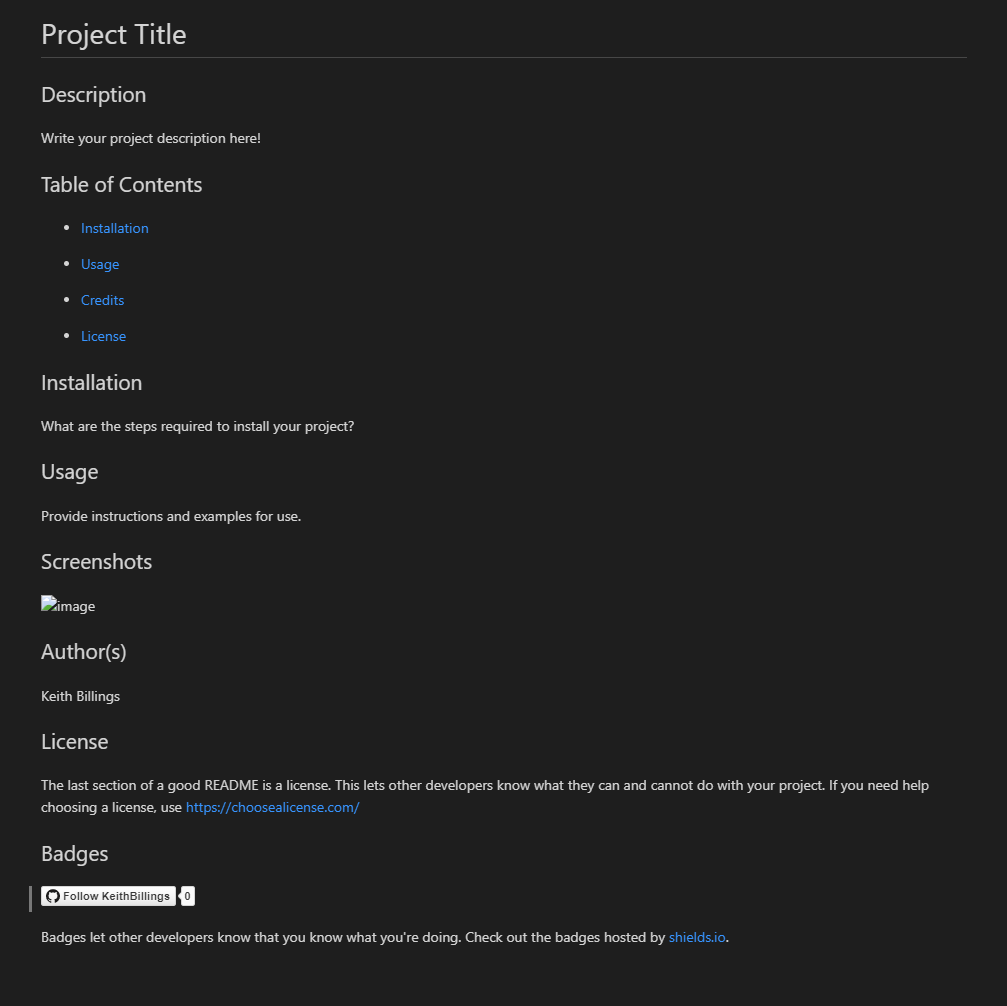 Project Title
Description
Write your project description here!
Table of Contents
Installation
Usage
Credits
License
Installation
What are the steps required to install your project?
Usage
Provide instructions and examples for use.
Screenshots
image
Author(s)
Keith Billings
License
The last section of a good README is a license. This lets other developers know what they can and cannot do with your project. If you need help
choosing a license, use https://choosealicense.com/
Badges
Follow KeithBillings 0
Badges let other developers know that you know what you're doing. Check out the badges hosted by shields.io.